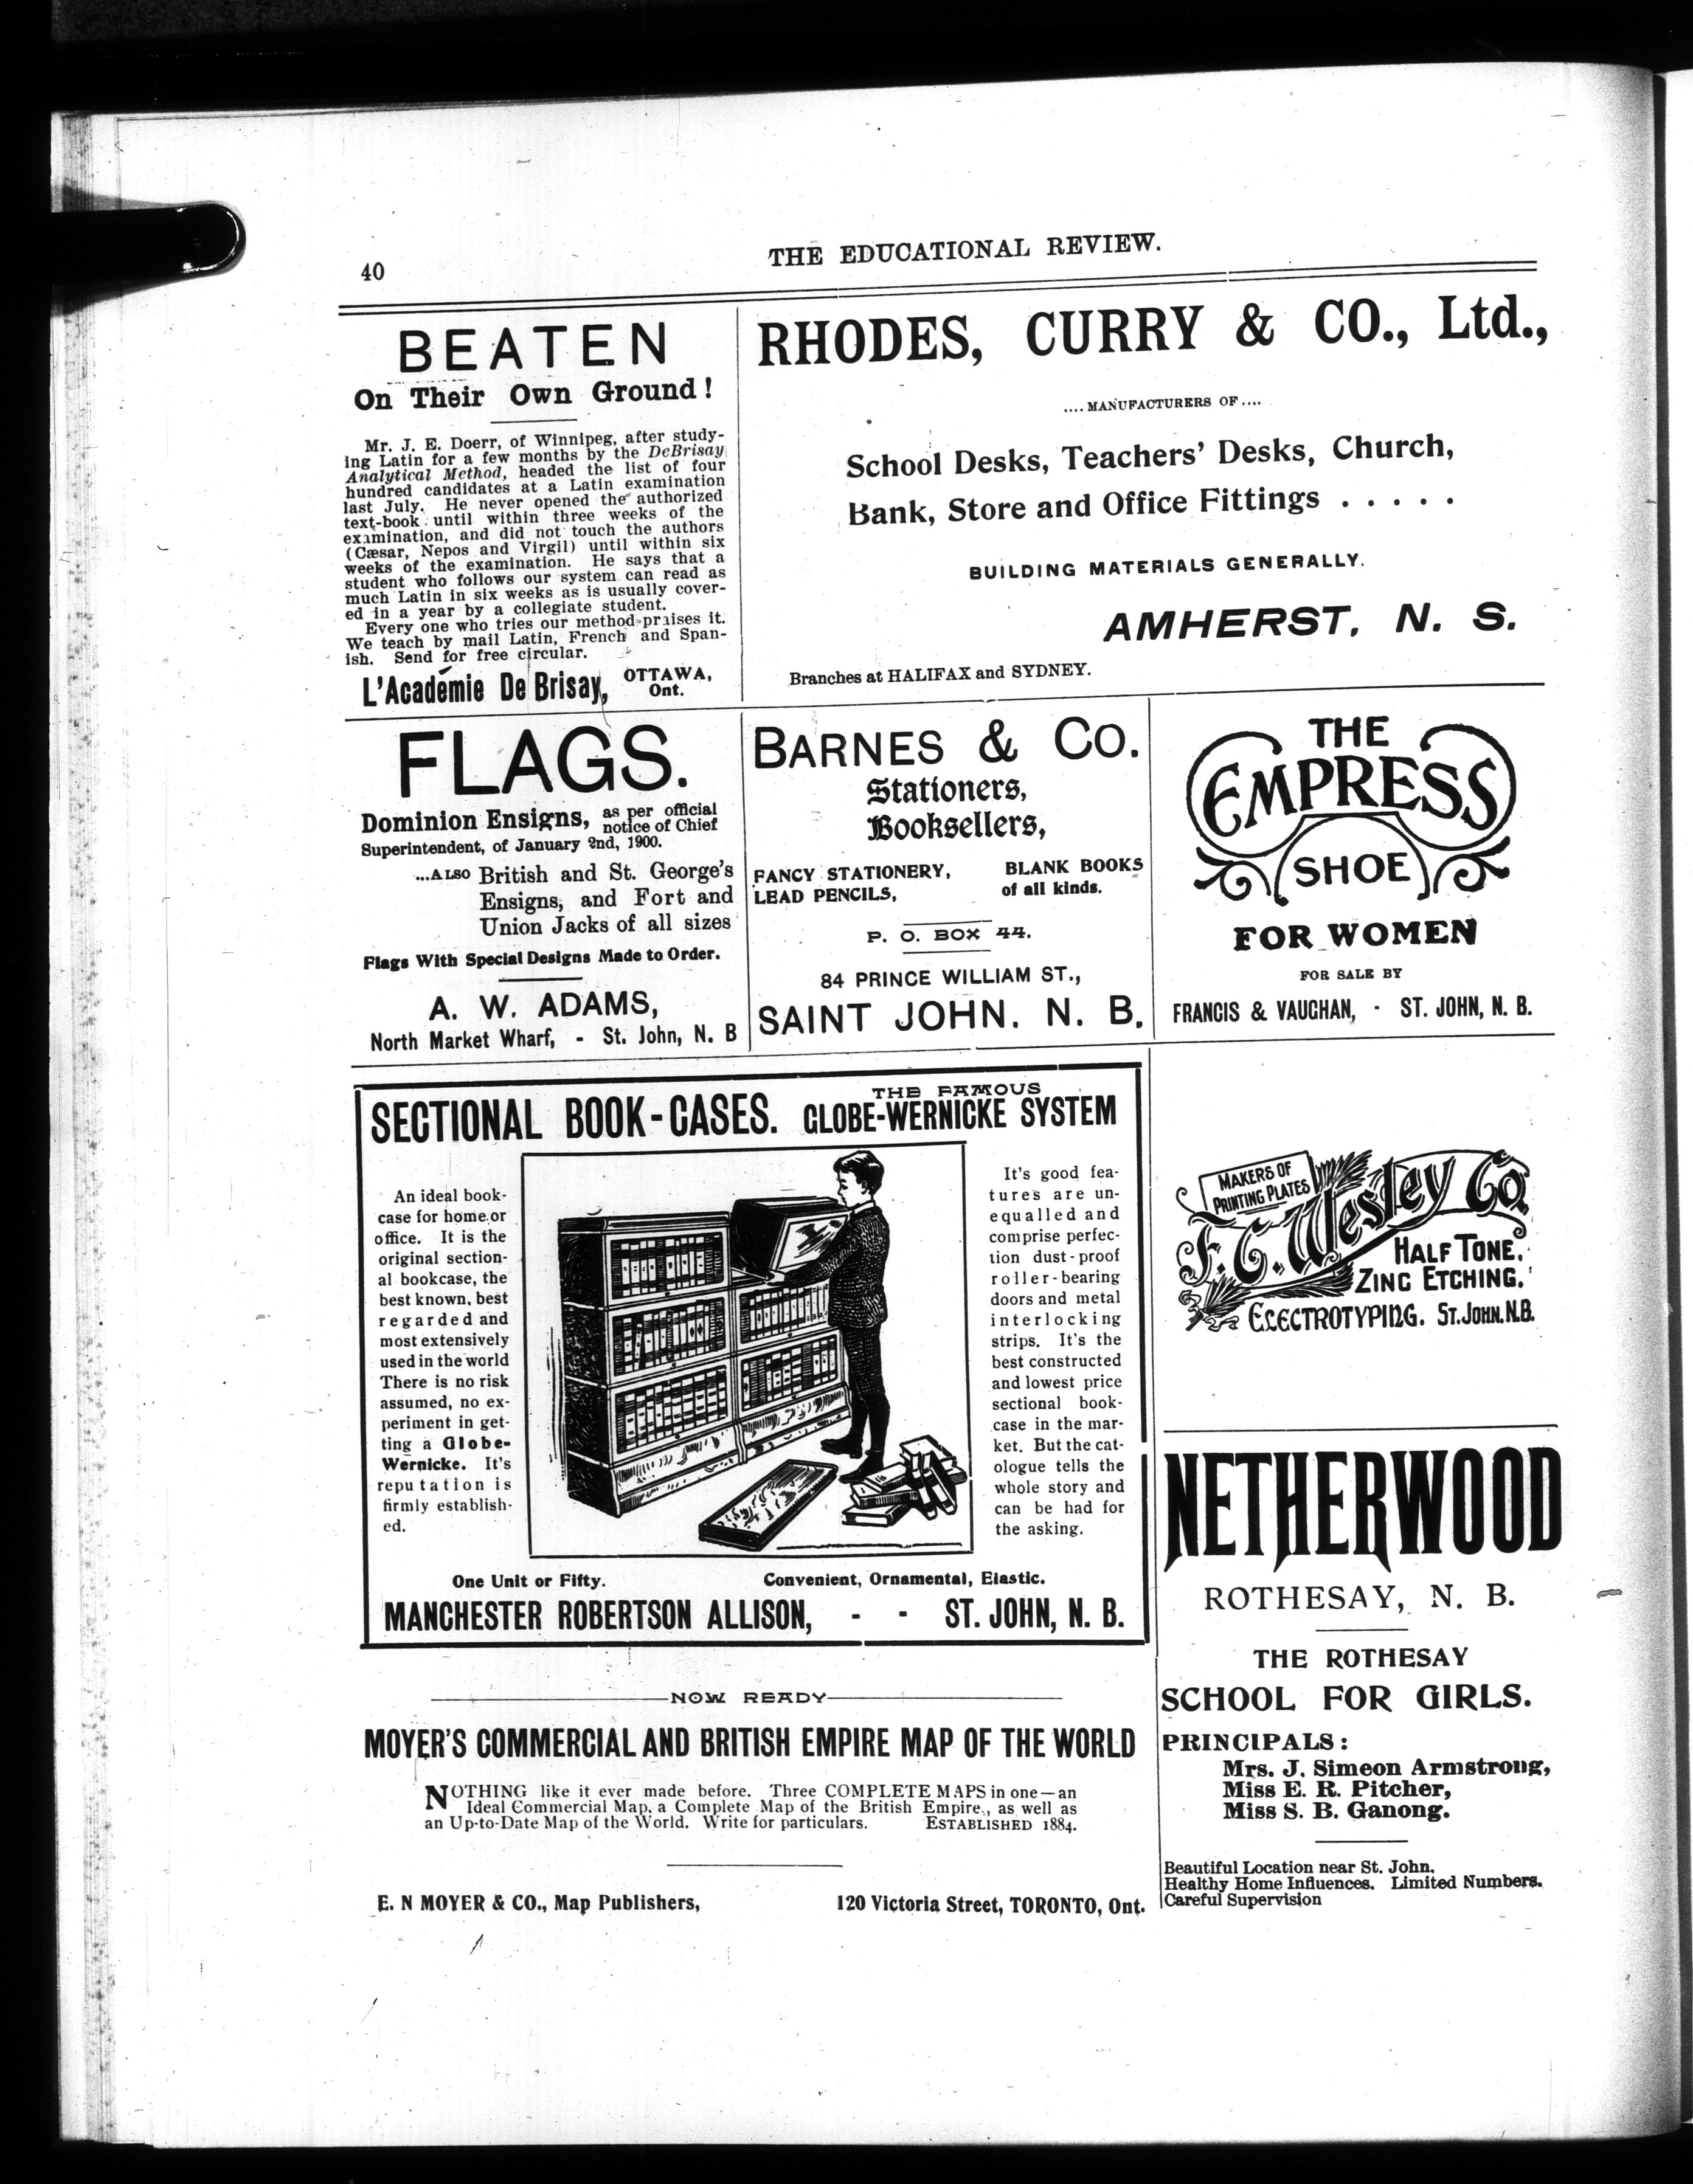 40
THE EDUCATIONAL REVIEW.
BEATEN
On Their Own Ground!
Mr. J. E. Doerr, of Winnipeg, after study-
ing Latin for a few months by the DeBrisay
Analytical Method, headed the list of four
hundred candidates at a Latin examination
last July. He never opened the authorized
text-book until within three weeks of the
examination, and did not touch the authors
(Cæsar, Nepos and Virgil) until within six
weeks of the examination. He says that a
student who follows our system can read as
much Latin in six weeks as is usually cover-
ed in a year by a collegiate student.
Every one who tries our method praises it.
We teach by mail Latin, French and Span-
ish. Send for free circular.
L'Académie De Brisay, OTTAWA,
Ont.
RHODES, CURRY & CO., Ltd.,
....MANUFACTURERS OF....
School Desks, Teachers' Desks, Church,
Bank, Store and Office Fittings . . . . .
BUILDING MATERIALS GENERALLY.
AMHERST, N. S.
Branches at HALIFAX and SYDNEY.
FLAGS.
Dominion Ensigns, as per official
notice of Chief
Superintendent, of January 2nd, 1900.
...ALSO British and St. George's
Ensigns, and Fort and
Union Jacks of all sizes
Flags With Special Designs Made to Order.
A. W. ADAMS,
North Market Wharf, - St. John, N. B
BARNES & CO.
Stationers,
Booksellers,
FANCY STATIONERY,
LEAD PENCILS,
BLANK BOOKS
of all kinds.
P. O. BOX 44.
84 PRINCE WILLIAM ST.,
SAINT JOHN. N. B.
THE
EMPRESS
SHOE
FOR WOMEN
FOR SALE BY
FRANCIS & VAUGHAN, - ST. JOHN, N. B.
SECTIONAL BOOK-CASES.
THE FAMOUS
GLOBE-WERNICKE SYSTEM
An ideal book-
case for home or
office. It is the
original section-
al bookcase, the
best known, best
regarded and
most extensively
used in the world
There is no risk
assumed, no ex-
periment in get-
ting a Globe-
Wernicke. It's
reputation is
firmly establish-
ed.
It's good fea-
tures are un-
equalled and
comprise perfec-
tion dust-proof
roller-bearing
doors and metal
interlocking
strips. It's the
best constructed
and lowest price
sectional book-
case in the mar-
ket. But the cat-
ologue tells the
whole story and
can be had for
the asking.
One Unit or Fifty. Convenient, Ornamental, Elastic.
MANCHESTER ROBERTSON ALLISON, - - ST. JOHN, N. B.
MAKERS OF
PRINTING PLATES
F. C. Wesley Co
HALF TONE.
ZINC ETCHING.
ELECTROTYPING. ST. JOHN. N.B.
NETHERWOOD
ROTHESAY, N. B.
THE ROTHESAY
SCHOOL FOR GIRLS.
PRINCIPALS:
Mrs. J. Simeon Armstrong,
Miss E. R. Pitcher,
Miss S. B. Ganong.
Beautiful Location near St. John.
Healthy Home Influences. Limited Numbers.
Careful Supervision
NOW READY
MOYER'S COMMERCIAL AND BRITISH EMPIRE MAP OF THE WORLD
NOTHING like it ever made before. Three COMPLETE MAPS in one—an
Ideal Commercial Map, a Complete Map of the British Empire, as well as
an Up-to-Date Map of the World. Write for particulars. ESTABLISHED 1884.
E. N MOYER & CO., Map Publishers, 120 Victoria Street, TORONTO, Ont.